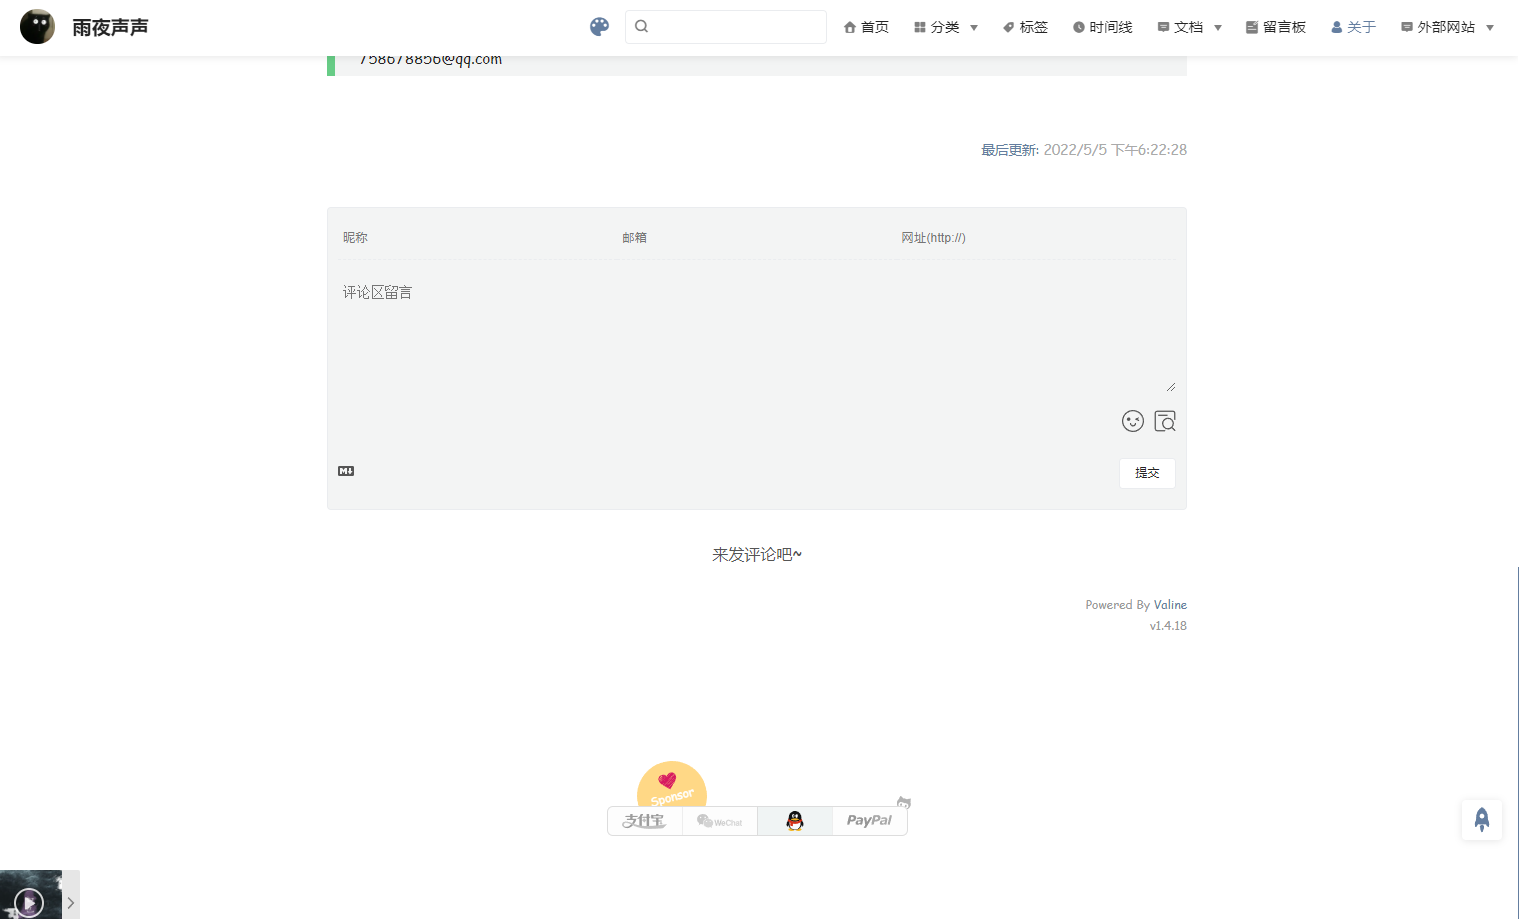 雨夜声声
首页
分类
标签
时间线
文档
留言板
关于
外部网站
758678856@qq.com
最后更新: 2022/5/5 下午6:22:28
昵称
邮箱
网址(http://)
评论区留言
M↓
提交
来发评论吧~
Powered By Valine
v1.4.18
Sponsor
支付宝
WeChat
PayPal